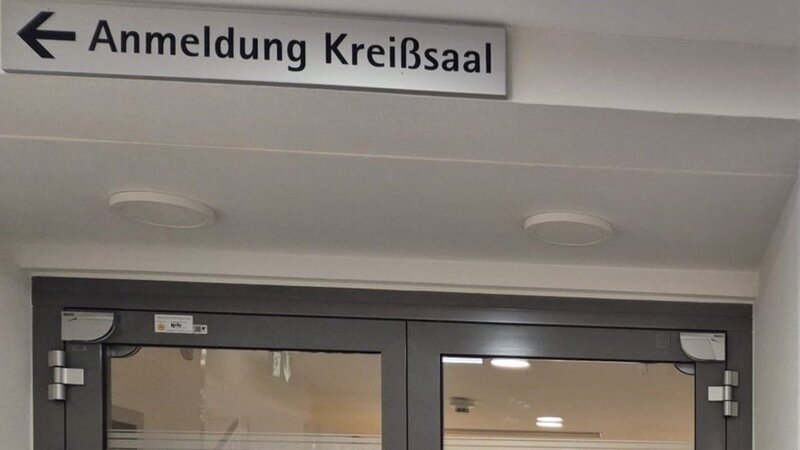 ← Anmeldung Kreißsaal